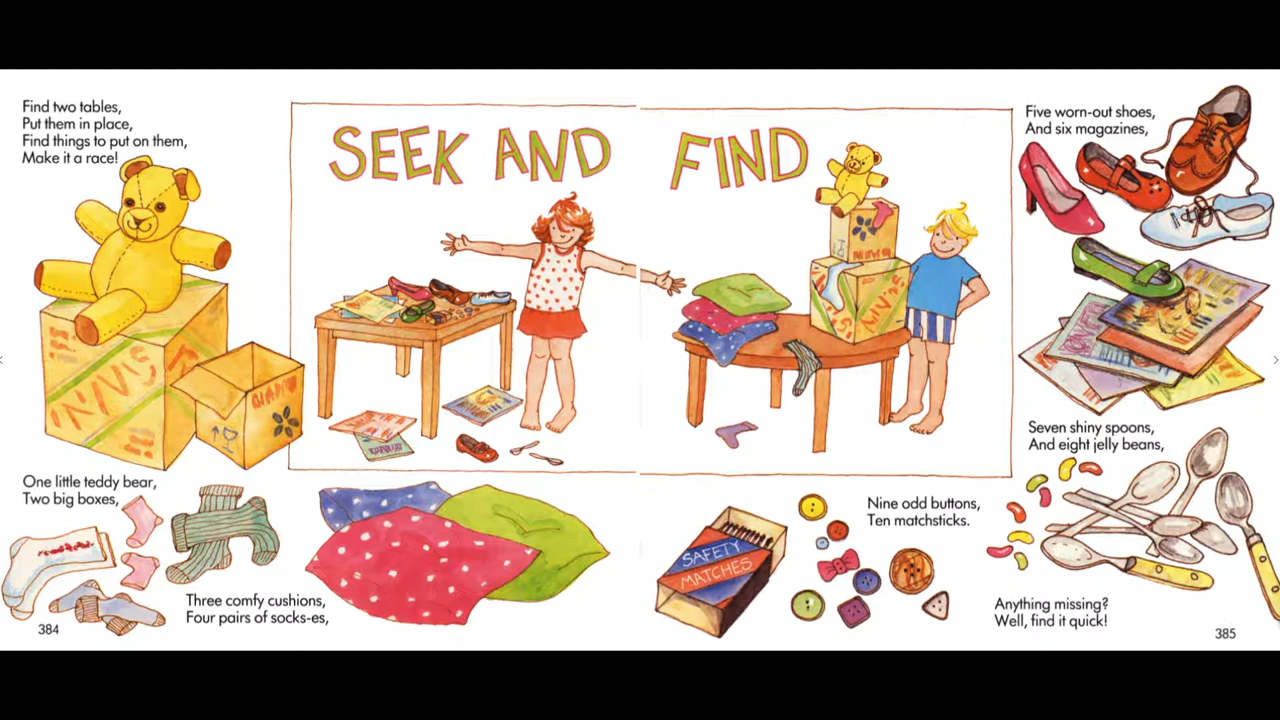 Find two tables,
Put them in place,
Find things to put on them,
Make it a race!
SEEK AND FIND
One little teddy bear,
Two big boxes,
Three comfy cushions,
Four pairs of socks-es,
384
Five worn-out shoes,
And six magazines,
Seven shiny spoons,
And eight jelly beans,
Nine odd buttons,
Ten matchsticks.
SAFETY
MATCHES
Anything missing?
Well, find it quick!
385